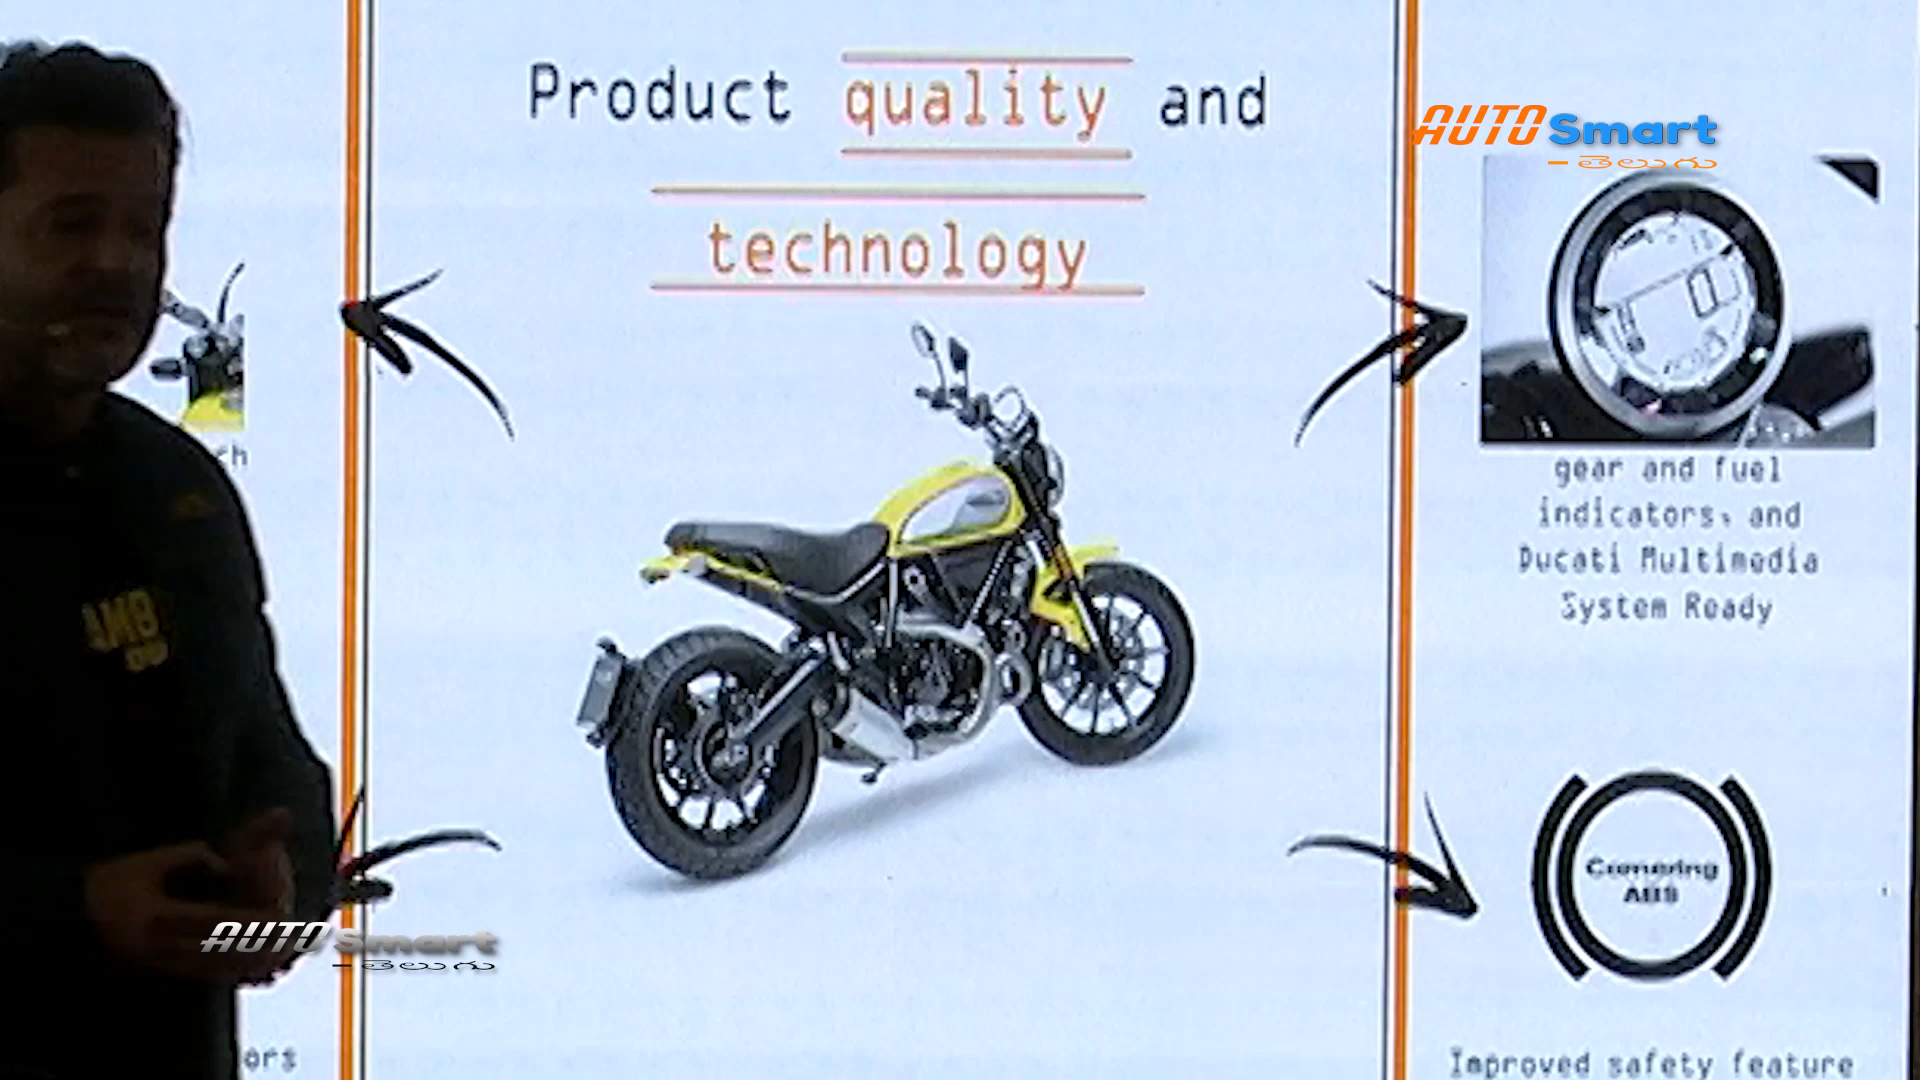 Product quality and
technology
AUTO Smart
- తెలుగు
gear and fuel
indicators, and
Ducati Multimedia
System Ready
Cornering
ABS
AUTO Smart
- తెలుగు
Improved safety feature